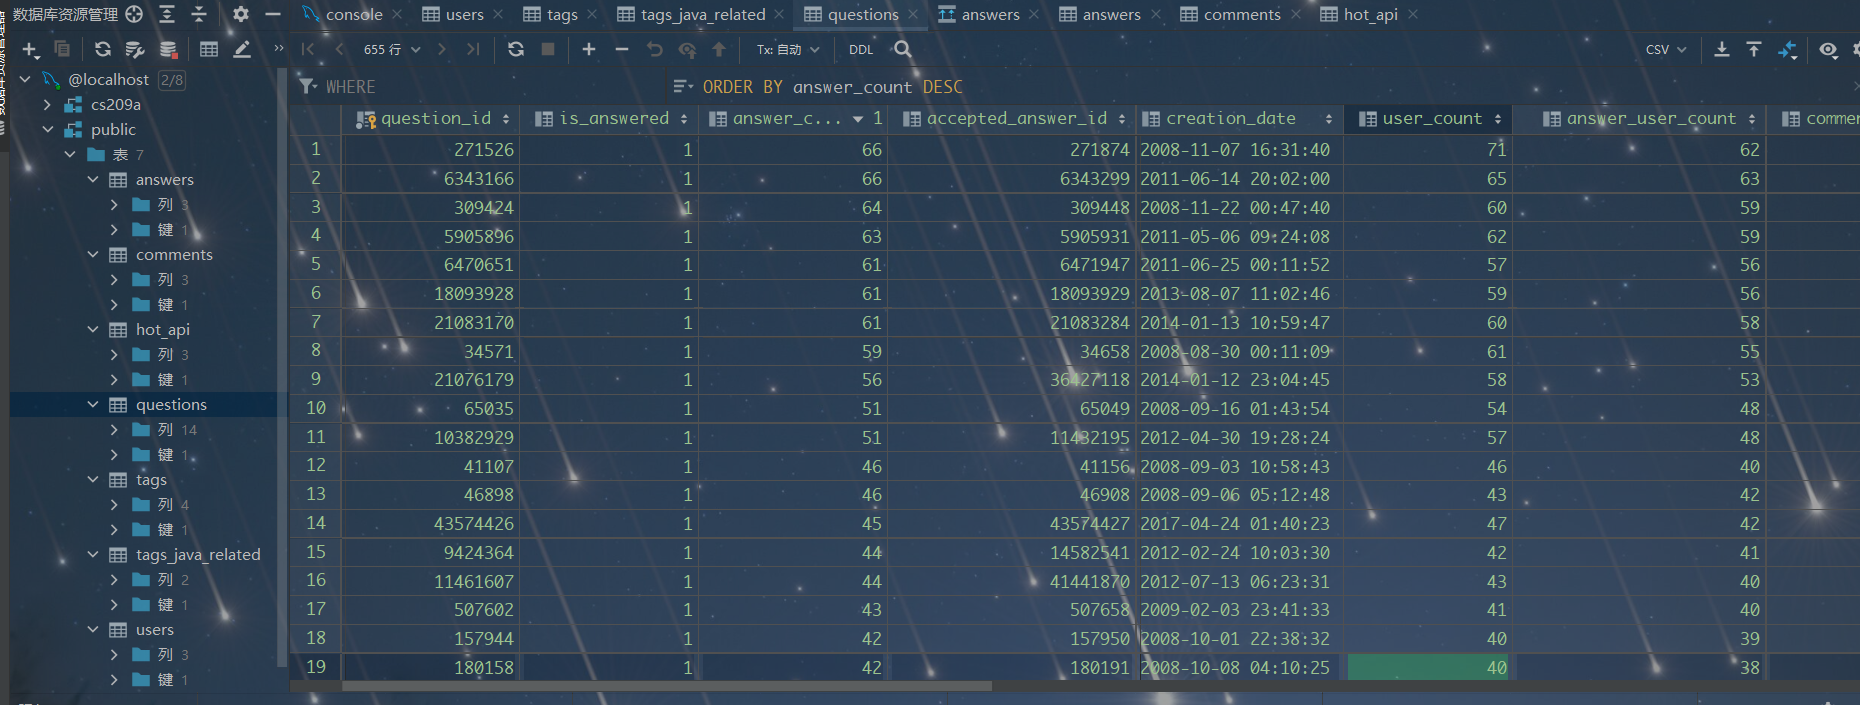 数据库资源管理
console users tags tags_java_related questions answers answers comments hot_api
655 行 Tx: 自动 DDL CSV
WHERE ORDER BY answer_count DESC
@localhost 2/8
cs209a
public
表 7
answers
列 3
键 1
comments
列 3
键 1
hot_api
列 3
键 1
questions
列 14
键 1
tags
列 4
键 1
tags_java_related
列 2
键 1
users
列 3
键 1
question_id is_answered answer_c... 1 accepted_answer_id creation_date user_count answer_user_count comme
1 271526 1 66 271874 2008-11-07 16:31:40 71 62
2 6343166 1 66 6343299 2011-06-14 20:02:00 65 63
3 309424 1 64 309448 2008-11-22 00:47:40 60 59
4 5905896 1 63 5905931 2011-05-06 09:24:08 62 59
5 6470651 1 61 6471947 2011-06-25 00:11:52 57 56
6 18093928 1 61 18093929 2013-08-07 11:02:46 59 56
7 21083170 1 61 21083284 2014-01-13 10:59:47 60 58
8 34571 1 59 34658 2008-08-30 00:11:09 61 55
9 21076179 1 56 36427118 2014-01-12 23:04:45 58 53
10 65035 1 51 65049 2008-09-16 01:43:54 54 48
11 10382929 1 51 11432195 2012-04-30 19:28:24 57 48
12 41107 1 46 41156 2008-09-03 10:58:43 46 40
13 46898 1 46 46908 2008-09-06 05:12:48 43 42
14 43574426 1 45 43574427 2017-04-24 01:40:23 47 42
15 9424364 1 44 14582541 2012-02-24 10:03:30 42 41
16 11461607 1 44 41441870 2012-07-13 06:23:31 43 40
17 507602 1 43 507658 2009-02-03 23:41:33 41 40
18 157944 1 42 157950 2008-10-01 22:38:32 40 39
19 180158 1 42 180191 2008-10-08 04:10:25 40 38